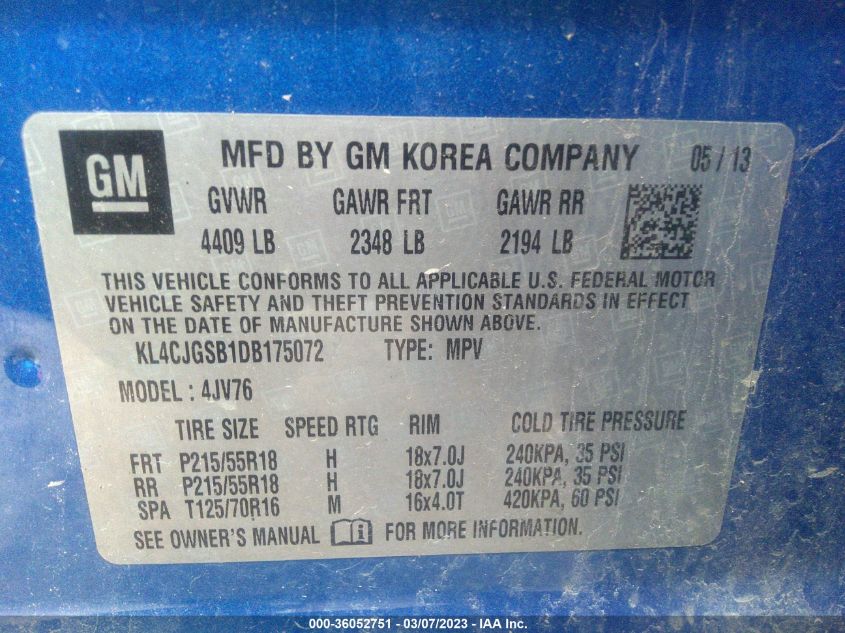 GM
MFD BY GM KOREA COMPANY 05 / 13
GVWR GAWR FRT GAWR RR
4409 LB 2348 LB 2194 LB
THIS VEHICLE CONFORMS TO ALL APPLICABLE U.S. FEDERAL MOTOR
VEHICLE SAFETY AND THEFT PREVENTION STANDARDS IN EFFECT
ON THE DATE OF MANUFACTURE SHOWN ABOVE.
KL4CJGSB1DB175072 TYPE: MPV
MODEL : 4JV76
TIRE SIZE SPEED RTG RIM COLD TIRE PRESSURE
FRT P215/55R18 H 18x7.0J 240KPA, 35 PSI
RR P215/55R18 H 18x7.0J 240KPA, 35 PSI
SPA T125/70R16 M 16x4.0T 420KPA, 60 PSI
SEE OWNER'S MANUAL i FOR MORE INFORMATION.
000-36052751 - 03/07/2023 - IAA Inc.